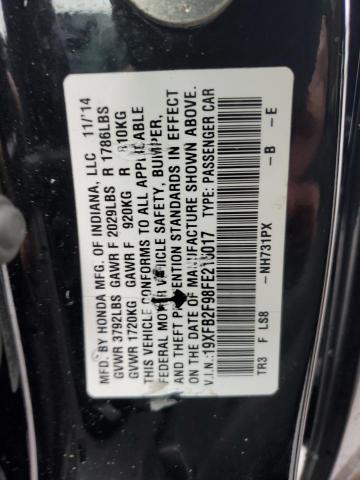 MFD. BY HONDA MFG. OF INDIANA, LLC 11/'14
GVWR 3792LBS GAWR F 2029LBS R 1786LBS
GVWR 1720KG GAWR F 920KG R 810KG
THIS VEHICLE CONFORMS TO ALL APPLICABLE
FEDERAL MOTOR VEHICLE SAFETY, BUMPER,
AND THEFT PREVENTION STANDARDS IN EFFECT
ON THE DATE OF MANUFACTURE SHOWN ABOVE.
V.I.N.: TYPE: PASSENGER CAR
TR3 F LS8 -NH731PX -B -E